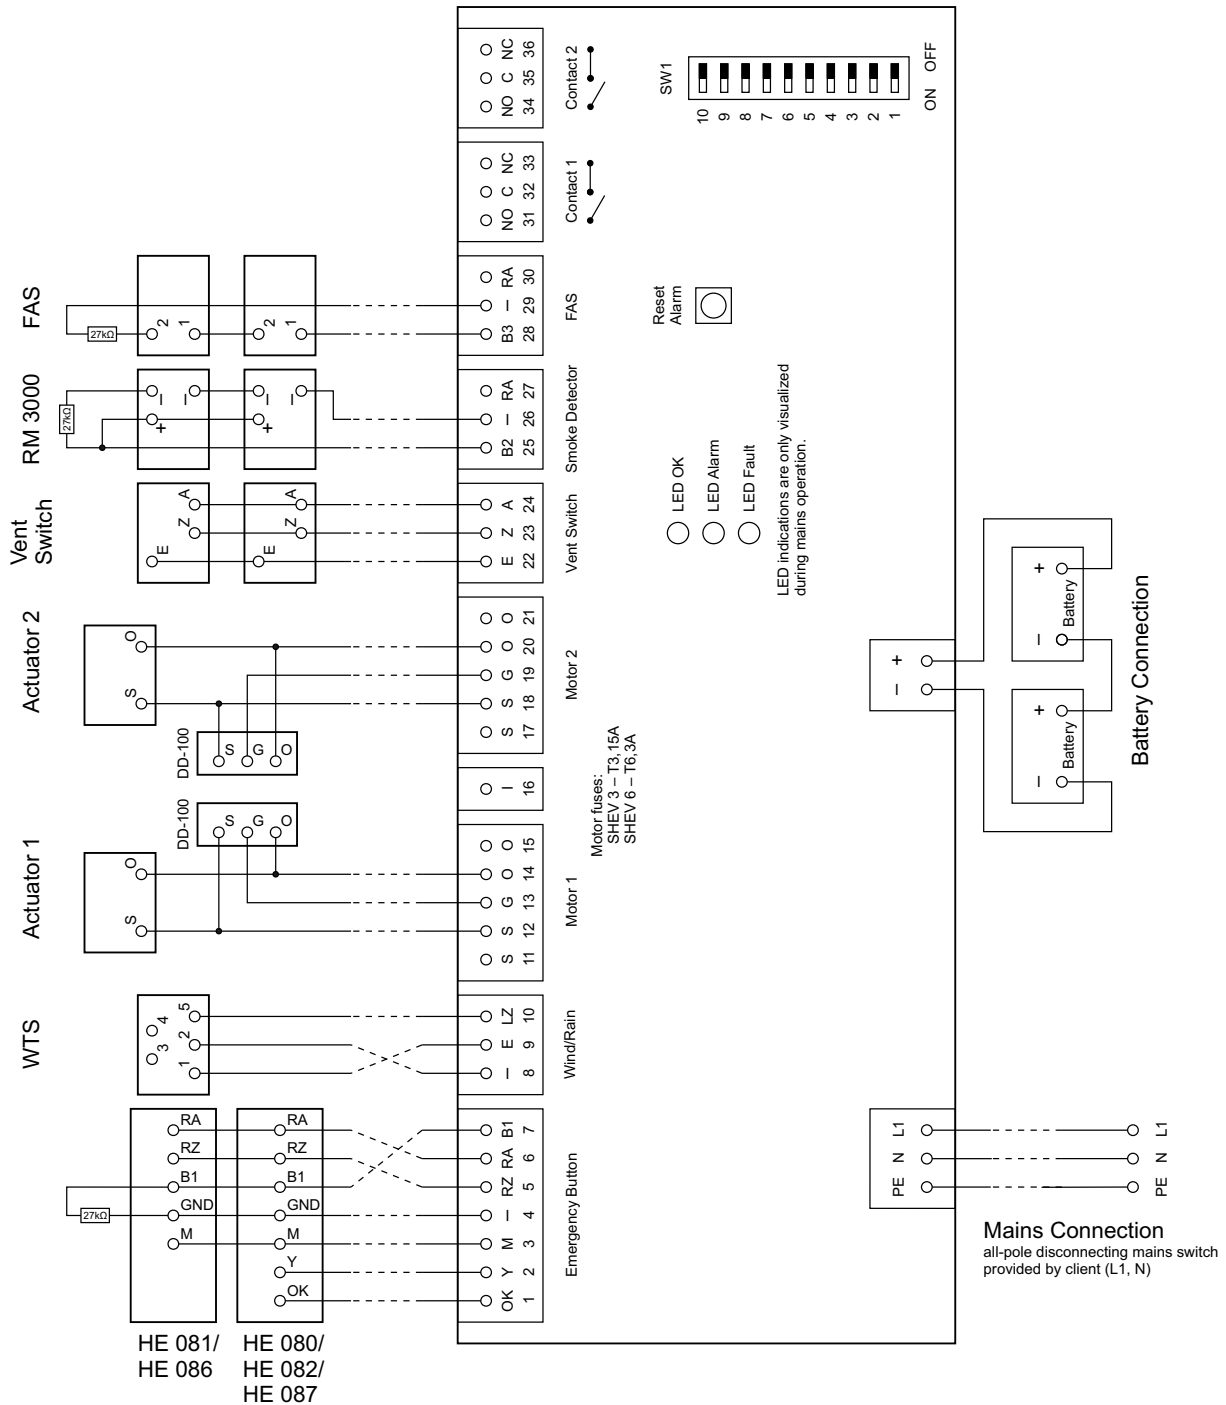 FAS
27kΩ
2
1
2
1
RM 3000
27kΩ
I
I
+
I
I
+
Vent
Switch
A
Z
E
A
Z
E
Actuator 2
O
S
DD-100
S
G
O
DD-100
S
G
O
Actuator 1
O
S
WTS
3
4
1
2
5
RA
RZ
B1
GND
M
27kΩ
RA
RZ
B1
GND
M
Y
OK
HE 081/
HE 086
HE 080/
HE 082/
HE 087
NO C NC
34 35 36
Contact 2
NO C NC
31 32 33
Contact 1
B3 I RA
28 29 30
FAS
B2 I RA
25 26 27
Smoke Detector
E Z A
22 23 24
Vent Switch
S S G O O
17 18 19 20 21
Motor 2
I
16
S S G O O
11 12 13 14 15
Motor 1
I E LZ
8 9 10
Wind/Rain
OK Y M I RZ RA B1
1 2 3 4 5 6 7
Emergency Button
SW1
10 9 8 7 6 5 4 3 2 1
ON OFF
Reset
Alarm
LED OK
LED Alarm
LED Fault
LED indications are only visualized
during mains operation.
Motor fuses:
SHEV 3 – T3,15A
SHEV 6 – T6,3A
– +
– +
Battery
– +
Battery
Battery Connection
PE N L1
PE N L1
Mains Connection
all-pole disconnecting mains switch
provided by client (L1, N)